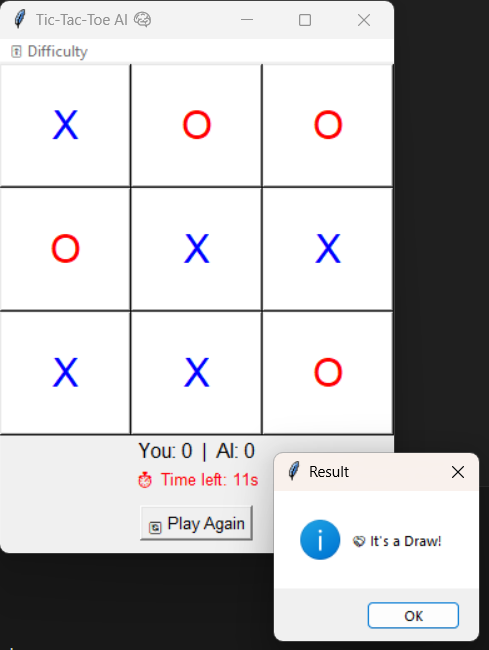 Tic-Tac-Toe AI
Difficulty
X O O
O X X
X X O
You: 0 | AI: 0
Time left: 11s
Play Again
Result
It's a Draw!
OK